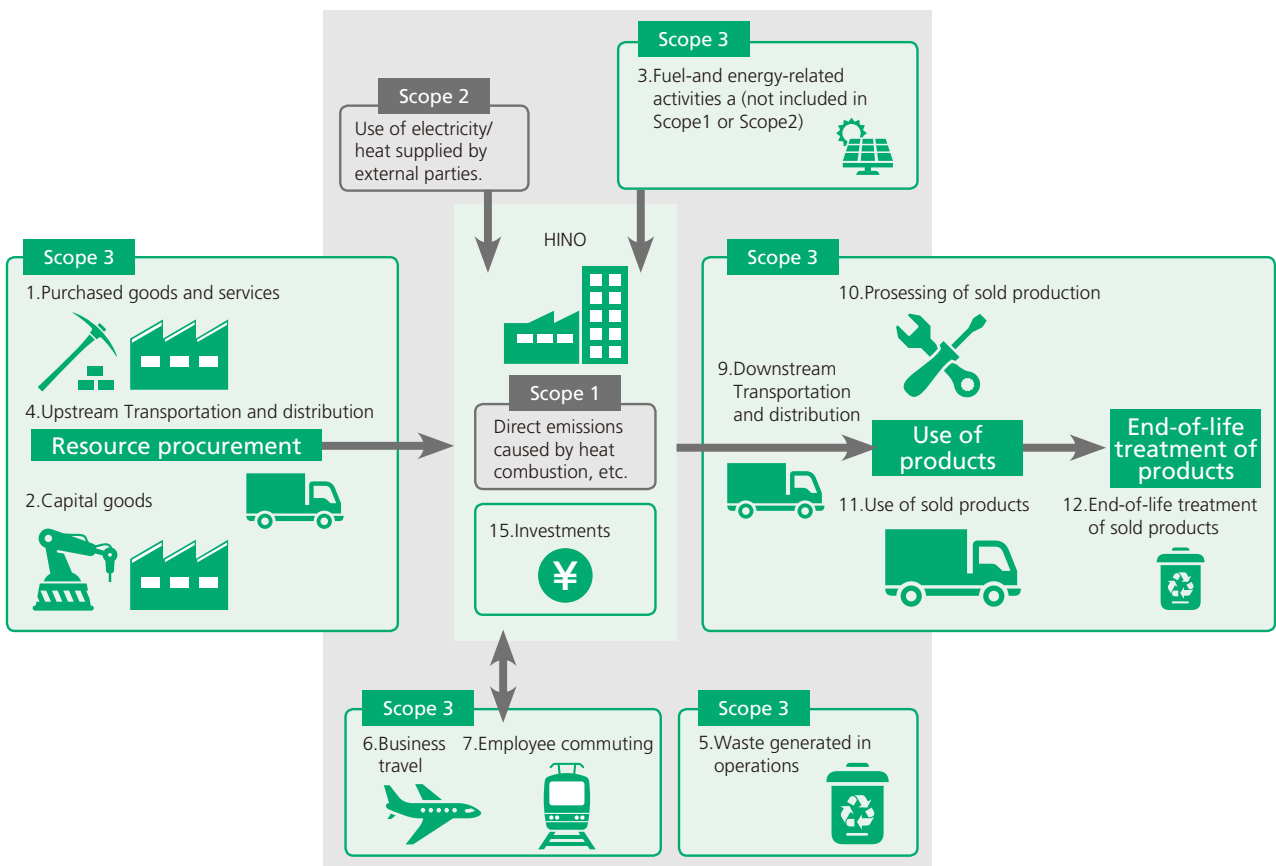 Scope 3
3.Fuel-and energy-related
activities a (not included in
Scope1 or Scope2)
Scope 2
Use of electricity/
heat supplied by
external parties.
HINO
Scope 3
1.Purchased goods and services
4.Upstream Transportation and distribution
Resource procurement
2.Capital goods
Scope 1
Direct emissions
caused by heat
combustion, etc.
15.Investments
¥
Scope 3
10.Prosessing of sold production
9.Downstream
Transportation
and distribution
Use of
products
End-of-life
treatment of
products
11.Use of sold products
12.End-of-life treatment
of sold products
Scope 3
6.Business
travel
7.Employee commuting
Scope 3
5.Waste generated in
operations